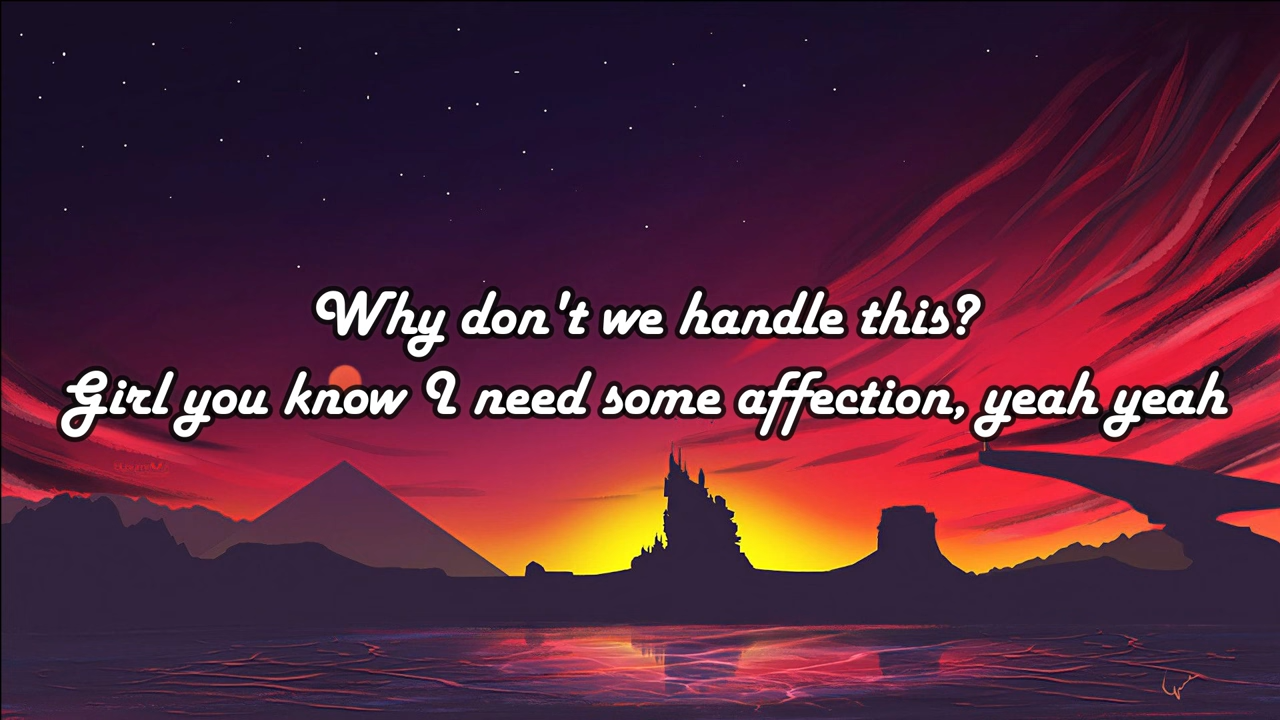 Why don't we handle this?
Girl you know I need some affection, yeah yeah